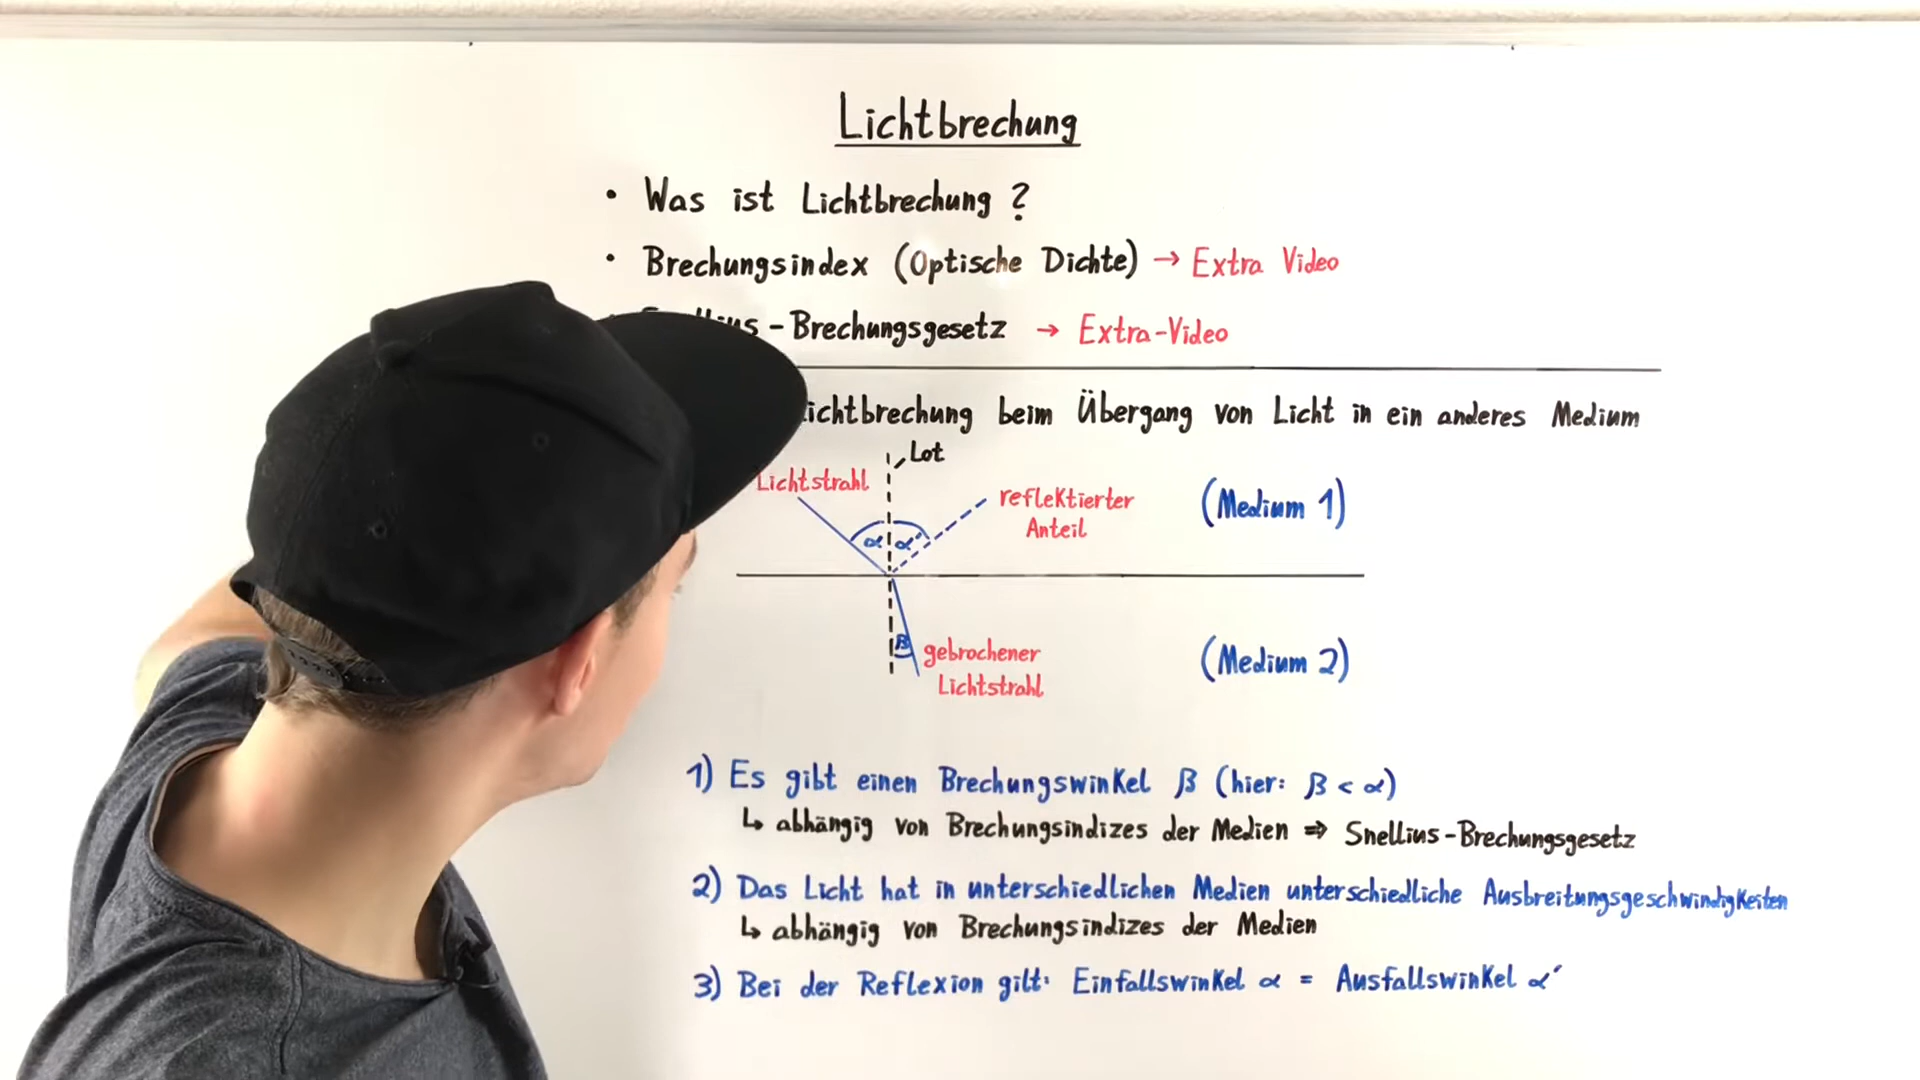 Lichtbrechung
• Was ist Lichtbrechung ?
• Brechungsindex (Optische Dichte) → Extra Video
- Brechungsgesetz → Extra-Video
beim Übergang von Licht in ein anderes Medium
Lot
Lichtstrahl
reflektierter
Anteil
(Medium 1)
α α'
β
gebrochener
Lichtstrahl
(Medium 2)
1) Es gibt einen Brechungswinkel β (hier: β < α)
↳ abhängig von Brechungsindizes der Medien ⇒ Snellius-Brechungsgesetz
2) Das Licht hat in unterschiedlichen Medien unterschiedliche Ausbreitungsgeschwindigkeiten
↳ abhängig von Brechungsindizes der Medien
3) Bei der Reflexion gilt: Einfallswinkel α = Ausfallswinkel α'